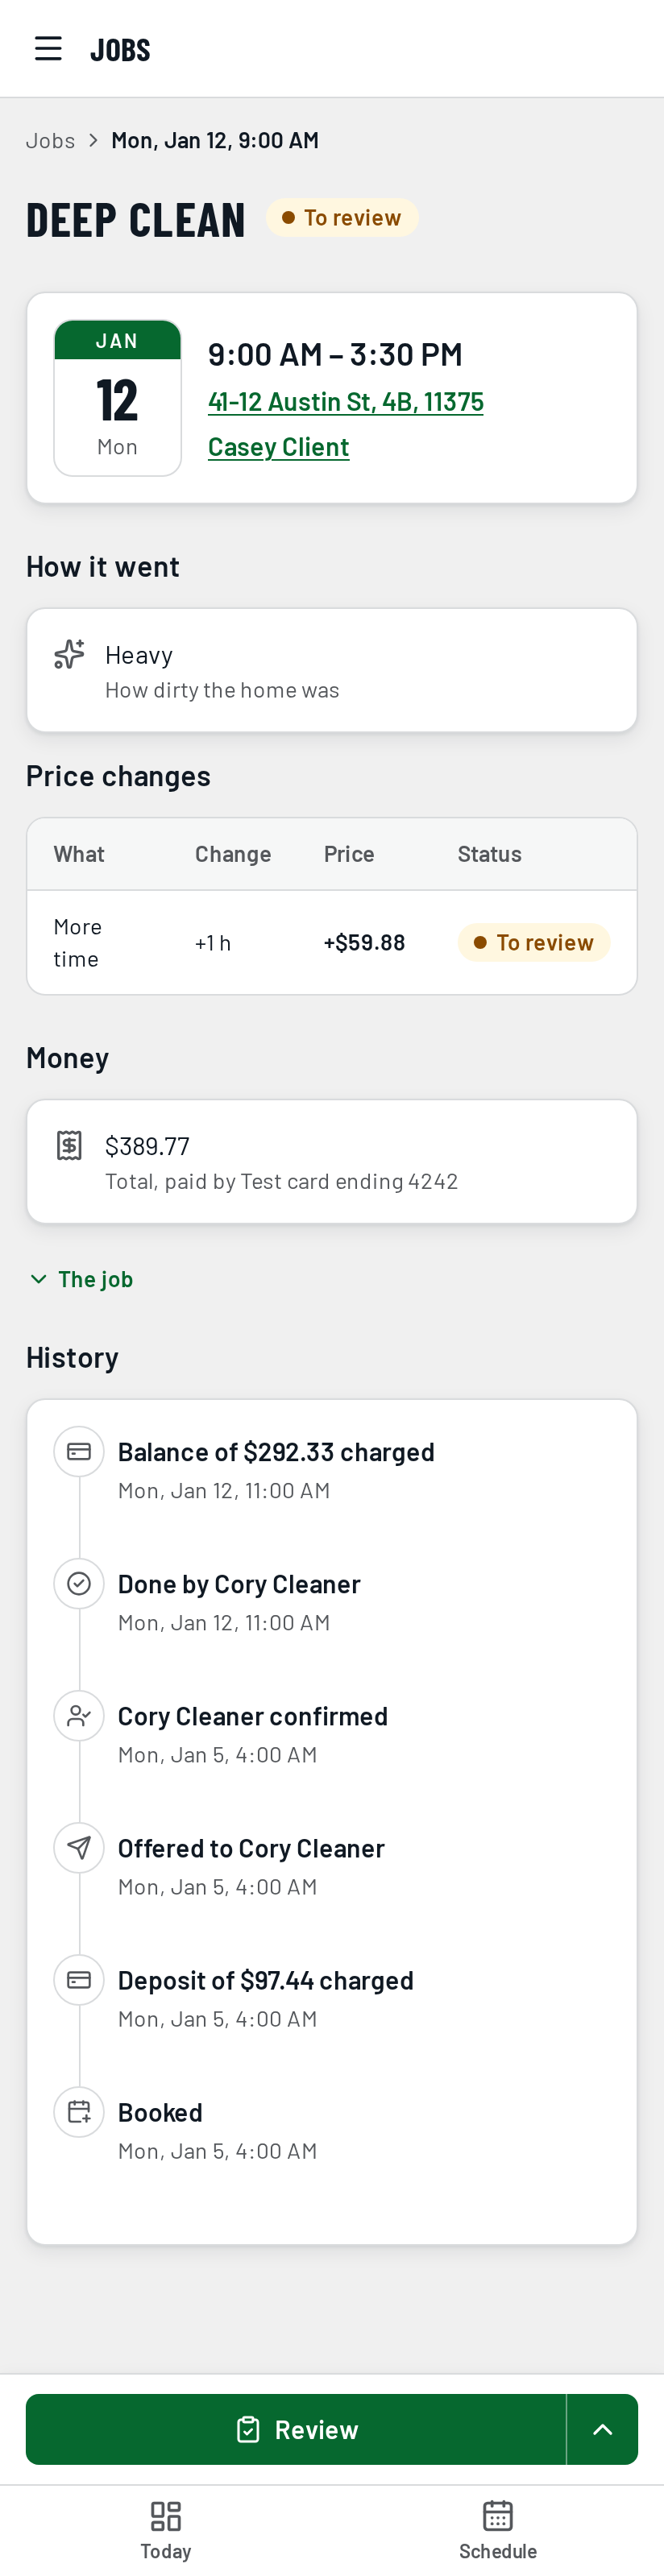 JOBS
Jobs > Mon, Jan 12, 9:00 AM
DEEP CLEAN
To review
JAN
12
Mon
9:00 AM – 3:30 PM
41-12 Austin St, 4B, 11375
Casey Client
How it went
Heavy
How dirty the home was
Price changes
What Change Price Status
More time +1 h +$59.88 To review
Money
$389.77
Total, paid by Test card ending 4242
The job
History
Balance of $292.33 charged
Mon, Jan 12, 11:00 AM
Done by Cory Cleaner
Mon, Jan 12, 11:00 AM
Cory Cleaner confirmed
Mon, Jan 5, 4:00 AM
Offered to Cory Cleaner
Mon, Jan 5, 4:00 AM
Deposit of $97.44 charged
Mon, Jan 5, 4:00 AM
Booked
Mon, Jan 5, 4:00 AM
Review
Today Schedule